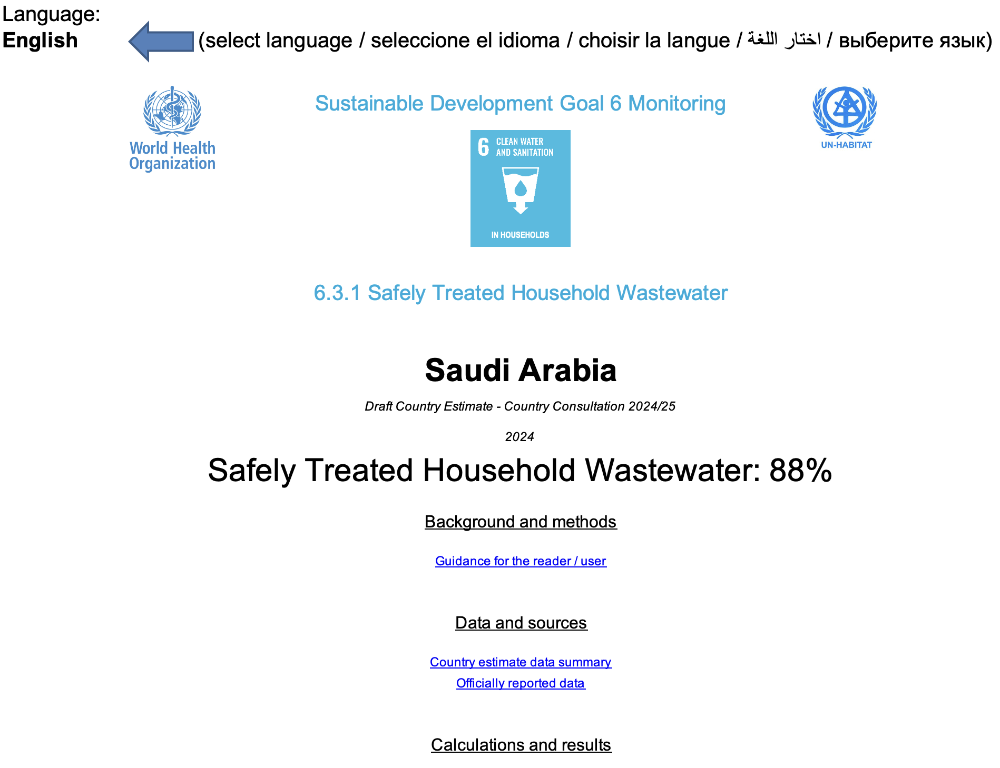 Language:
English
(select language / seleccione el idioma / choisir la langue / اختار اللغة / выберите язык)
World Health
Organization
Sustainable Development Goal 6 Monitoring
UN-HABITAT
6 CLEAN WATER
AND SANITATION
IN HOUSEHOLDS
6.3.1 Safely Treated Household Wastewater
Saudi Arabia
Draft Country Estimate - Country Consultation 2024/25
2024
Safely Treated Household Wastewater: 88%
Background and methods
Guidance for the reader / user
Data and sources
Country estimate data summary
Officially reported data
Calculations and results